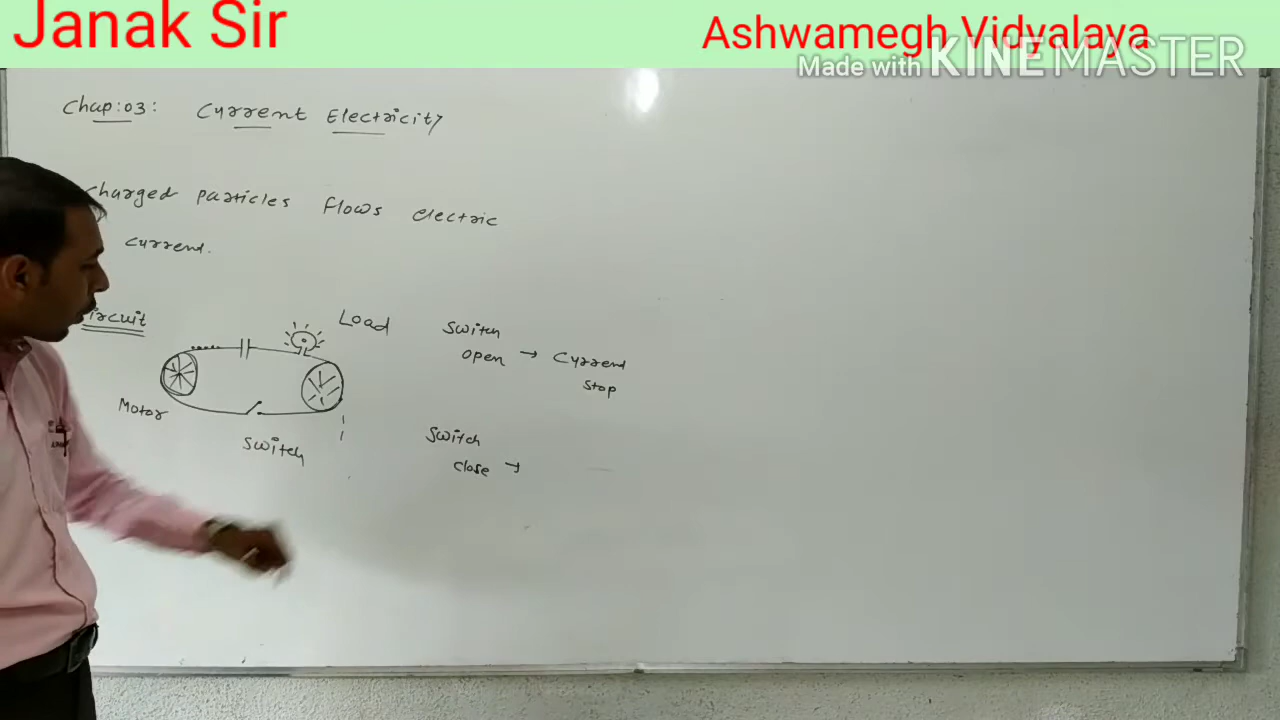 Janak Sir
Ashwamegh Vidyalaya
Made with KINEMASTER
Chap:03: Current Electricity
Charged particles flows electric
current.
ircuit
Load
Motor
Switch
Switch
open → Current
stop
Switch
close →